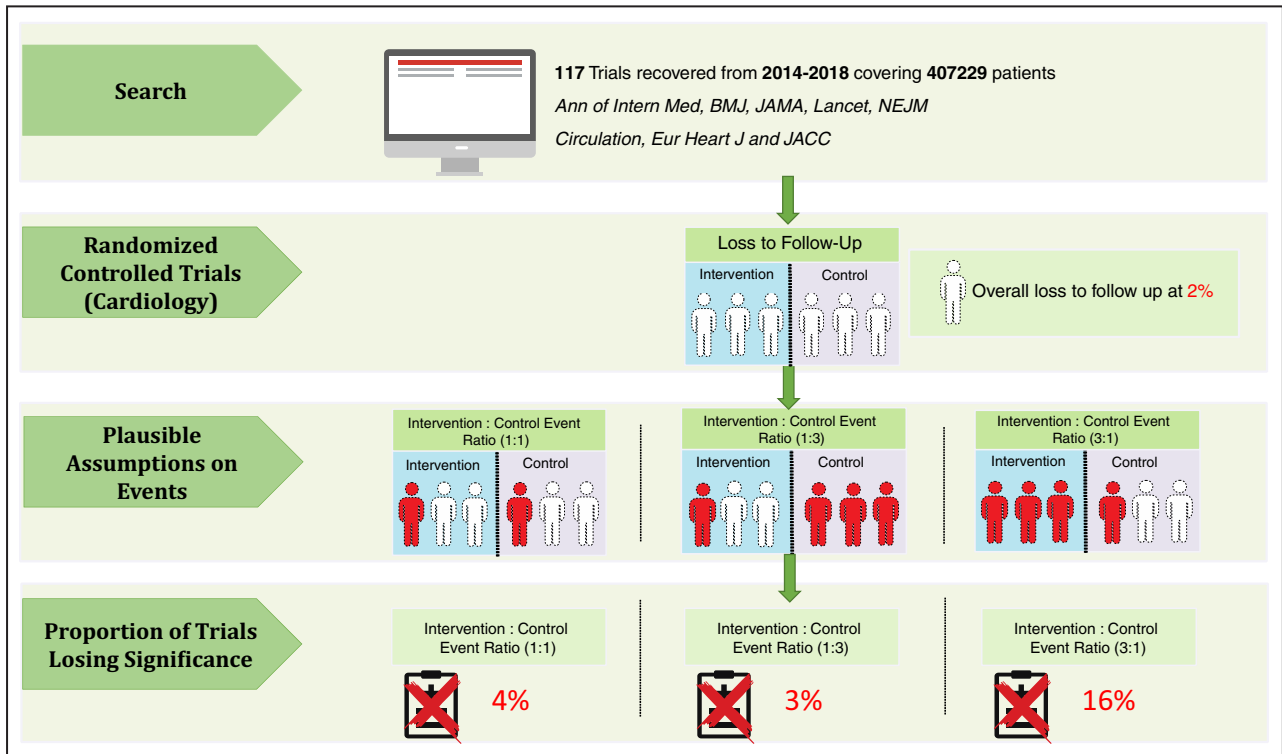 Search
117 Trials recovered from 2014-2018 covering 407229 patients
Ann of Intern Med, BMJ, JAMA, Lancet, NEJM
Circulation, Eur Heart J and JACC
Randomized
Controlled Trials
(Cardiology)
Loss to Follow-Up
Intervention
Control
Overall loss to follow up at 2%
Plausible
Assumptions on
Events
Intervention : Control Event
Ratio (1:1)
Intervention
Control
Intervention : Control Event
Ratio (1:3)
Intervention
Control
Intervention : Control Event
Ratio (3:1)
Intervention
Control
Proportion of Trials
Losing Significance
Intervention : Control
Event Ratio (1:1)
4%
Intervention : Control
Event Ratio (1:3)
3%
Intervention : Control
Event Ratio (3:1)
16%